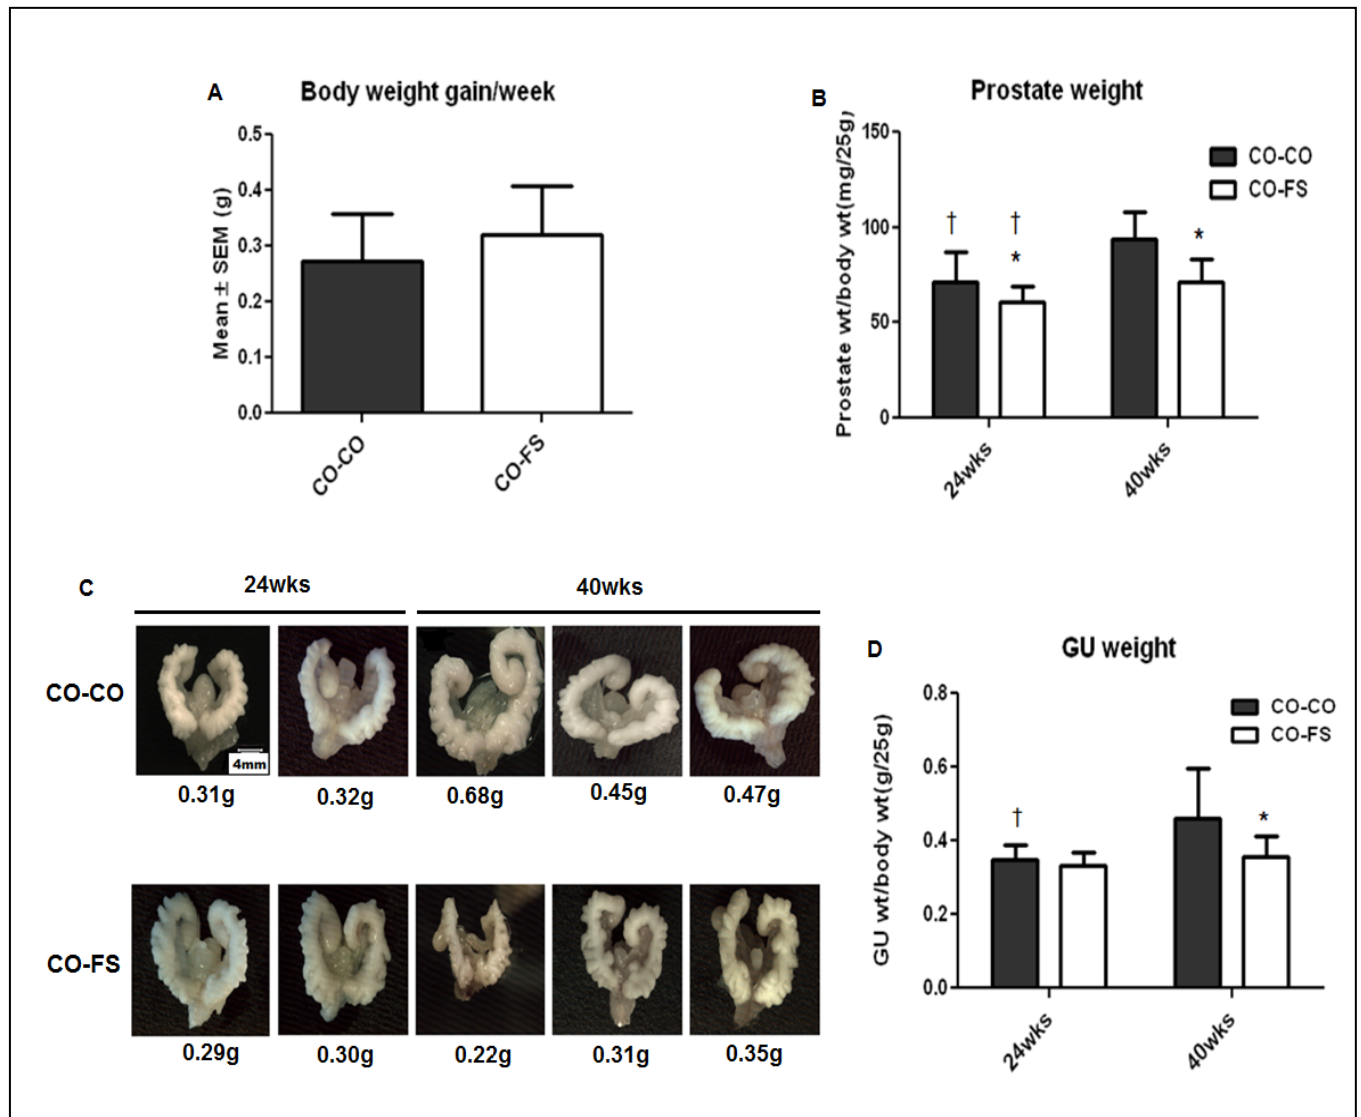 A
Body weight gain/week
Mean ± SEM (g)
0.5
0.4
0.3
0.2
0.1
0.0
CO-CO
CO-FS
B
Prostate weight
Prostate wt/body wt(mg/25g)
150
100
50
0
CO-CO
CO-FS
†
†
*
*
24wks
40wks
C
24wks
40wks
CO-CO
4mm
0.31g
0.32g
0.68g
0.45g
0.47g
CO-FS
0.29g
0.30g
0.22g
0.31g
0.35g
D
GU weight
GU wt/body wt(g/25g)
0.8
0.6
0.4
0.2
0.0
CO-CO
CO-FS
†
*
24wks
40wks